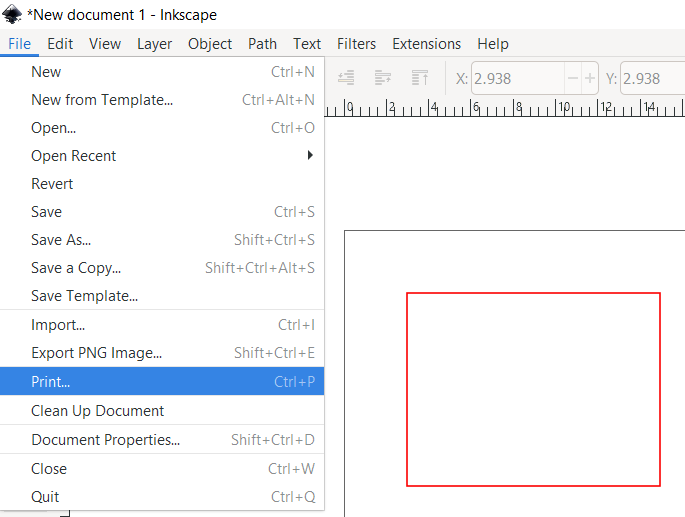 *New document 1 - Inkscape
File Edit View Layer Object Path Text Filters Extensions Help
New Ctrl+N
New from Template... Ctrl+Alt+N
Open... Ctrl+O
Open Recent
Revert
Save Ctrl+S
Save As... Shift+Ctrl+S
Save a Copy... Shift+Ctrl+Alt+S
Save Template...
Import... Ctrl+I
Export PNG Image... Shift+Ctrl+E
Print... Ctrl+P
Clean Up Document
Document Properties... Shift+Ctrl+D
Close Ctrl+W
Quit Ctrl+Q
X: 2.938 Y: 2.938
0 2 4 6 8 10 12 14